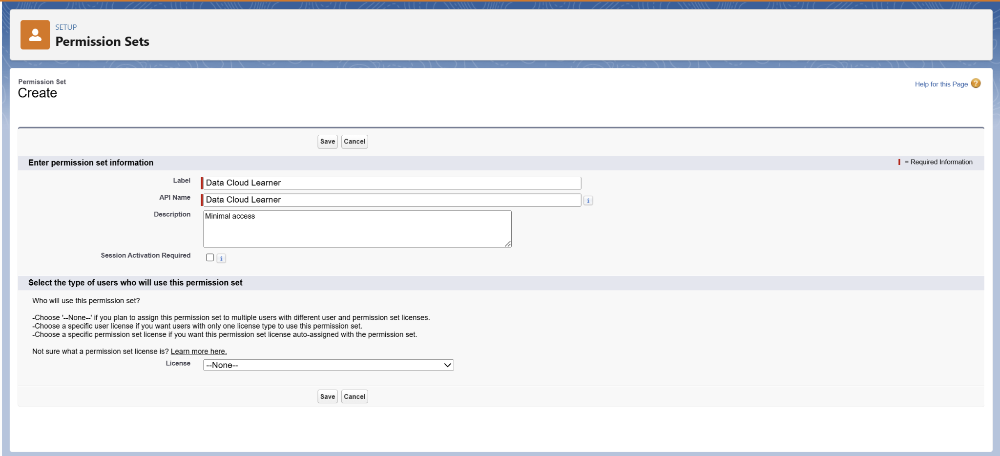 SETUP
Permission Sets
Permission Set
Create
Help for this Page ?
Save Cancel
Enter permission set information
= Required Information
Label Data Cloud Learner
API Name Data Cloud Learner i
Description Minimal access
Session Activation Required i
Select the type of users who will use this permission set
Who will use this permission set?
-Choose '--None--' if you plan to assign this permission set to multiple users with different user and permission set licenses.
-Choose a specific user license if you want users with only one license type to use this permission set.
-Choose a specific permission set license if you want this permission set license auto-assigned with the permission set.
Not sure what a permission set license is? Learn more here.
License --None--
Save Cancel